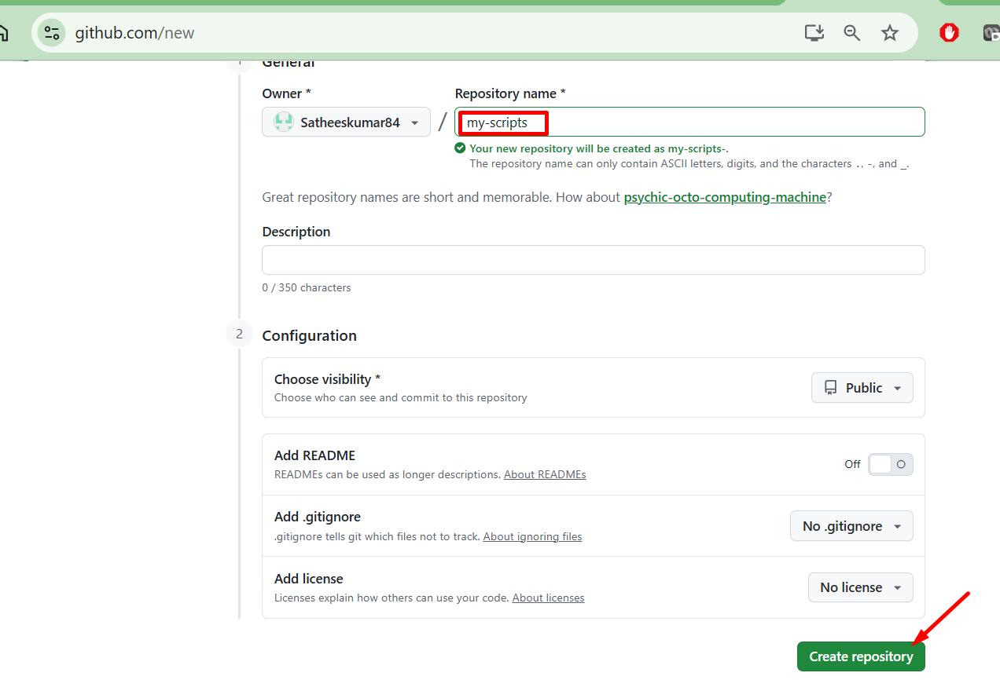 github.com/new
1
General
Owner *
Repository name *
Satheeskumar84
/
my-scripts
Your new repository will be created as my-scripts-.
The repository name can only contain ASCII letters, digits, and the characters ., -, and _.
Great repository names are short and memorable. How about psychic-octo-computing-machine?
Description
0 / 350 characters
2
Configuration
Choose visibility *
Choose who can see and commit to this repository
Public
Add README
READMEs can be used as longer descriptions. About READMEs
Off
Add .gitignore
.gitignore tells git which files not to track. About ignoring files
No .gitignore
Add license
Licenses explain how others can use your code. About licenses
No license
Create repository